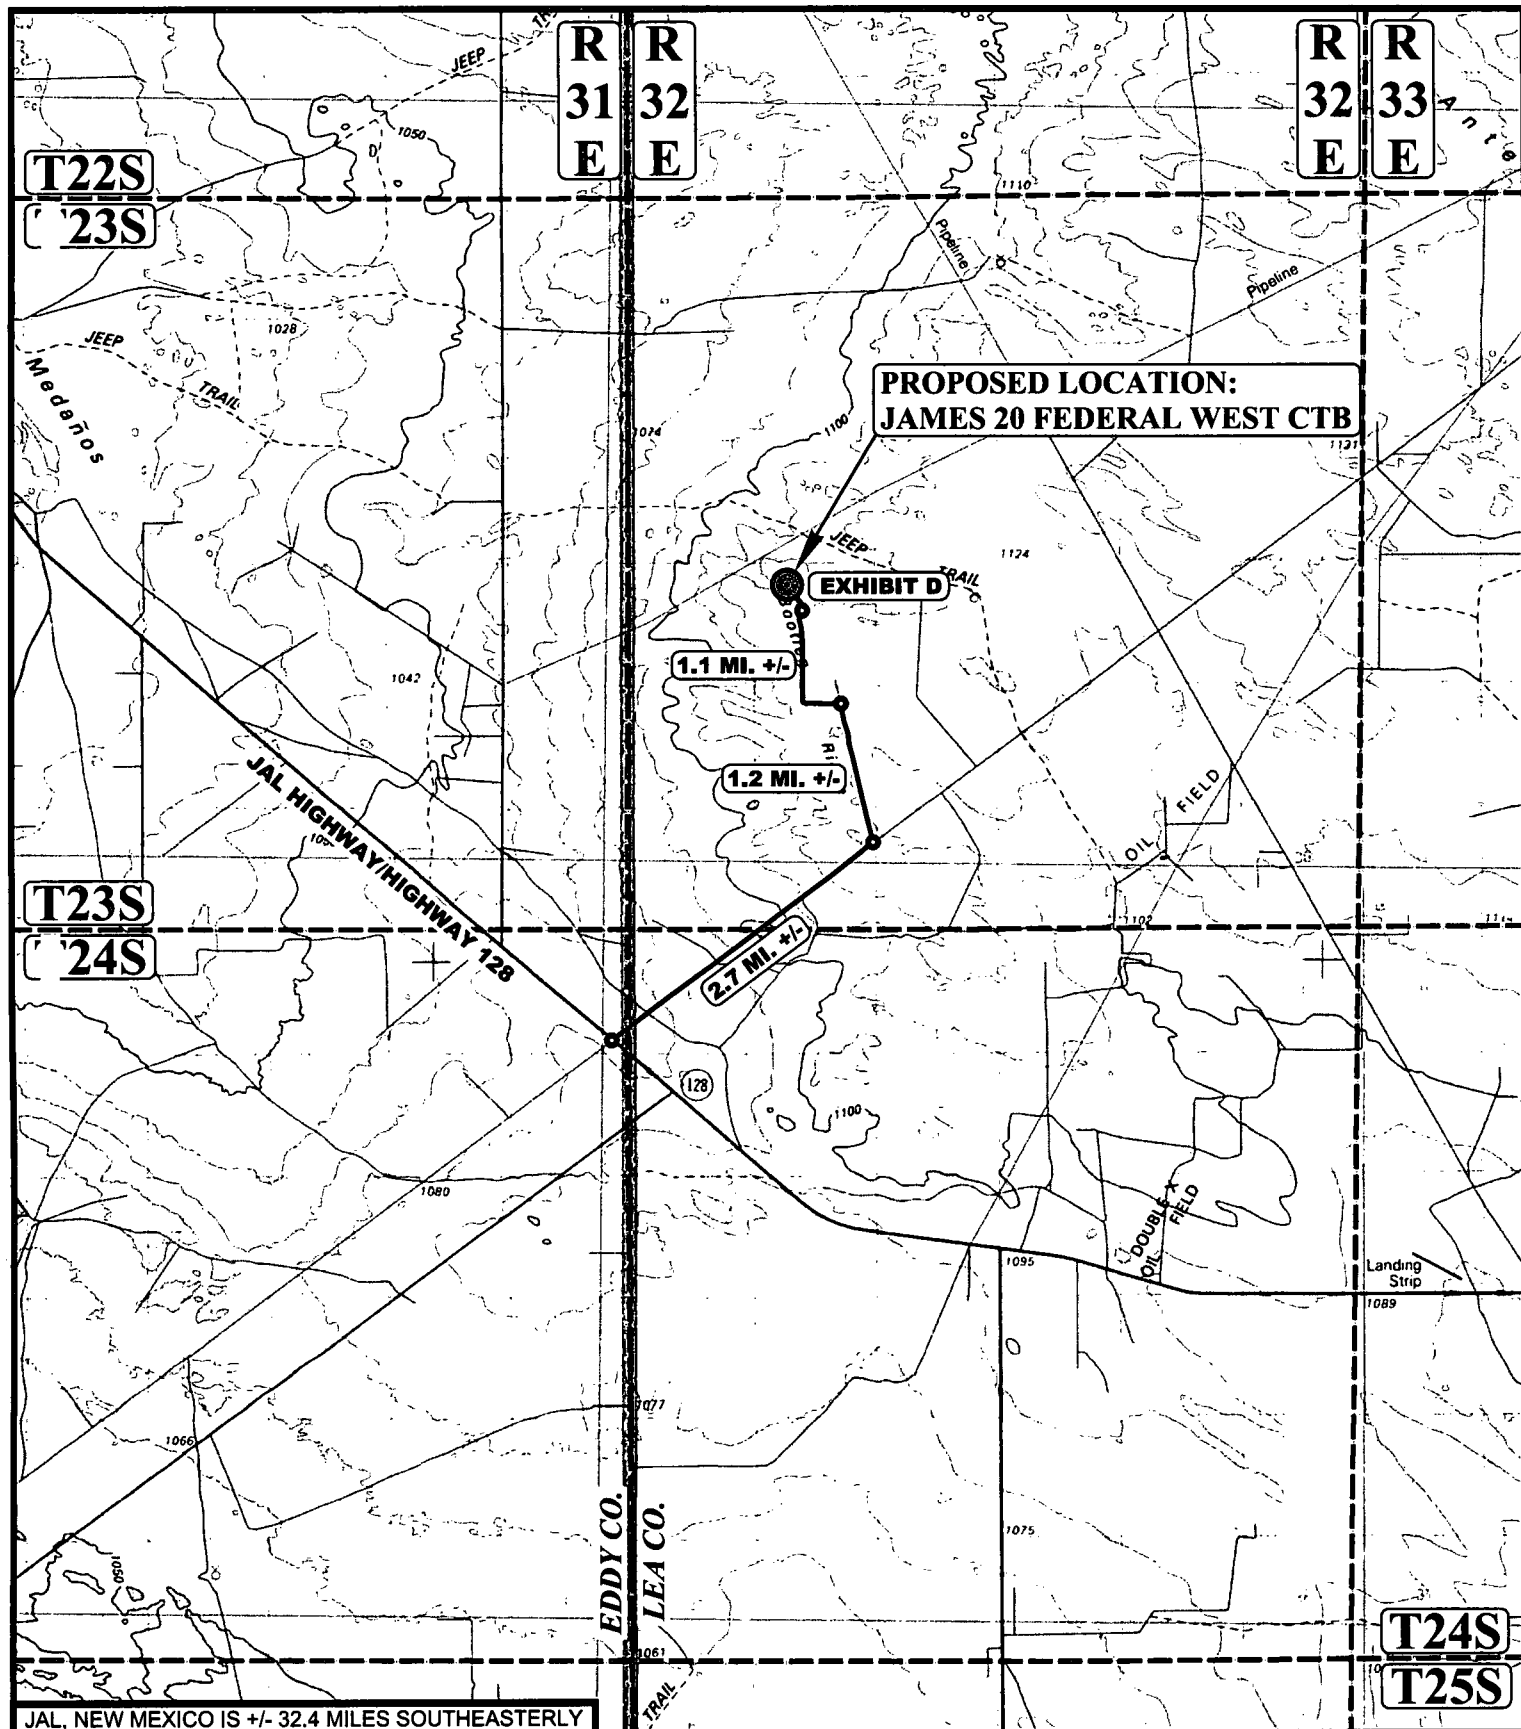 R
31
E
R
32
E
R
32
E
R
33
E
JEEP
TR
1050
Ante
T22S
23S
1110
Pipeline
Pipeline
1028
JEEP
TRAIL
Medaños
PROPOSED LOCATION:
JAMES 20 FEDERAL WEST CTB
1074
1100
1121
JEEP
TRAIL
1124
EXHIBIT D
1.1 MI. +/-
1042
1.2 MI. +/-
JAL HIGHWAY/HIGHWAY 128
OIL FIELD
T23S
24S
1102
2.7 MI. +/-
128
1100
1080
DOUBLE X
OIL FIELD
1095
Landing
Strip
1089
1077
1066
EDDY CO.
LEA CO.
1075
1050
1061
TRAIL
T24S
T25S
JAL, NEW MEXICO IS +/- 32.4 MILES SOUTHEASTERLY